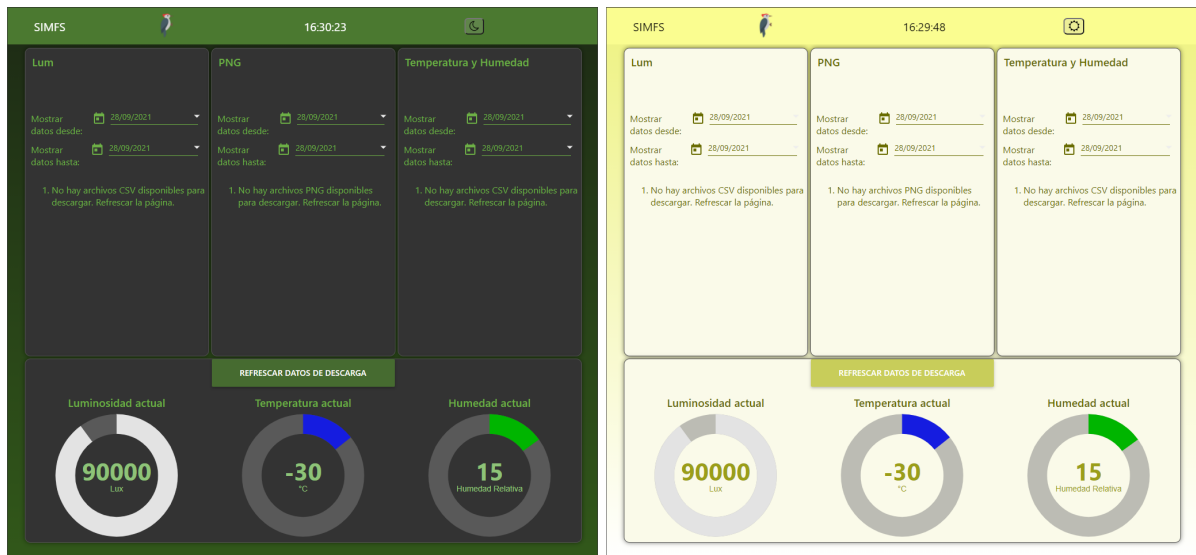 SIMFS
16:30:23
Lum
Mostrar
datos desde:
28/09/2021
Mostrar
datos hasta:
28/09/2021
1. No hay archivos CSV disponibles para
descargar. Refrescar la página.
PNG
Mostrar
datos desde:
28/09/2021
Mostrar
datos hasta:
28/09/2021
1. No hay archivos PNG disponibles
para descargar. Refrescar la página.
Temperatura y Humedad
Mostrar
datos desde:
28/09/2021
Mostrar
datos hasta:
28/09/2021
1. No hay archivos CSV disponibles para
descargar. Refrescar la página.
REFRESCAR DATOS DE DESCARGA
Luminosidad actual
90000
Lux
Temperatura actual
-30
°C
Humedad actual
15
Humedad Relativa
SIMFS
16:29:48
Lum
Mostrar
datos desde:
28/09/2021
Mostrar
datos hasta:
28/09/2021
1. No hay archivos CSV disponibles para
descargar. Refrescar la página.
PNG
Mostrar
datos desde:
28/09/2021
Mostrar
datos hasta:
28/09/2021
1. No hay archivos PNG disponibles
para descargar. Refrescar la página.
Temperatura y Humedad
Mostrar
datos desde:
28/09/2021
Mostrar
datos hasta:
28/09/2021
1. No hay archivos CSV disponibles para
descargar. Refrescar la página.
REFRESCAR DATOS DE DESCARGA
Luminosidad actual
90000
Lux
Temperatura actual
-30
°C
Humedad actual
15
Humedad Relativa